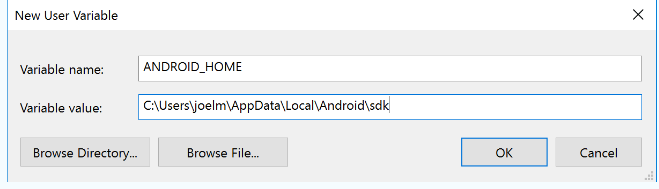 New User Variable
Variable name: ANDROID_HOME
Variable value: C:\Users\joelm\AppData\Local\Android\sdk
Browse Directory... Browse File... OK Cancel